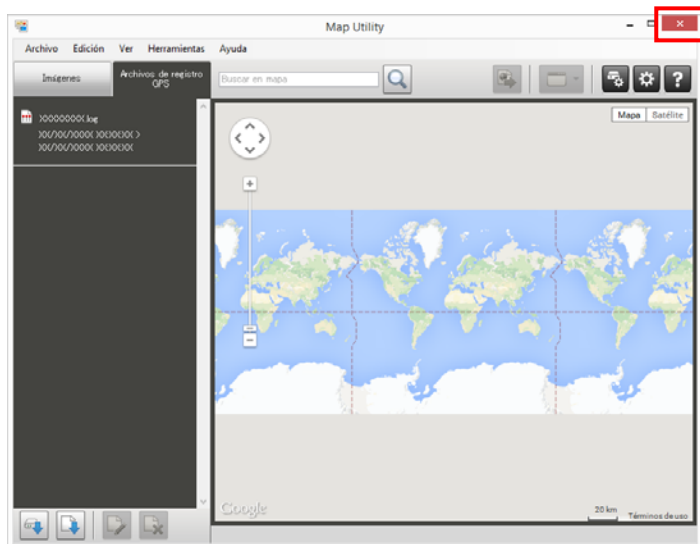 Map Utility
Archivo Edición Ver Herramientas Ayuda
Imágenes
Archivos de registro
GPS
Buscar en mapa
Mapa Satélite
XXXXXXXX.log
XX/XX/XXXX XX:XX:XX >
XX/XX/XXXX XX:XX:XX
Google
20 km
Términos de uso